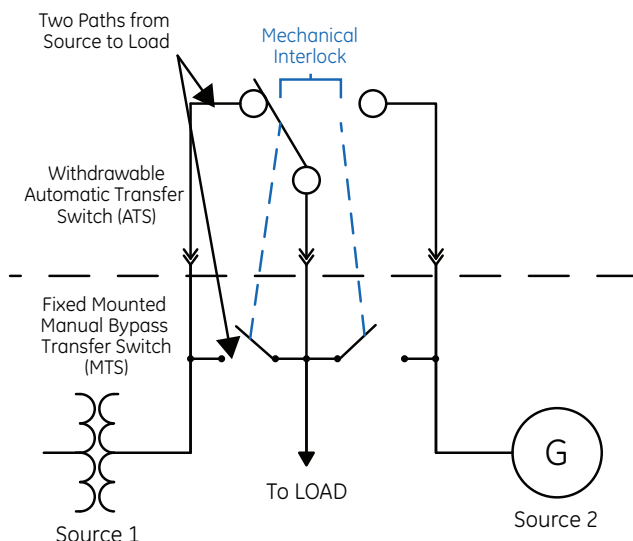 Two Paths from
Source to Load
Mechanical
Interlock
Withdrawable
Automatic Transfer
Switch (ATS)
Fixed Mounted
Manual Bypass
Transfer Switch
(MTS)
G
To LOAD
Source 1
Source 2